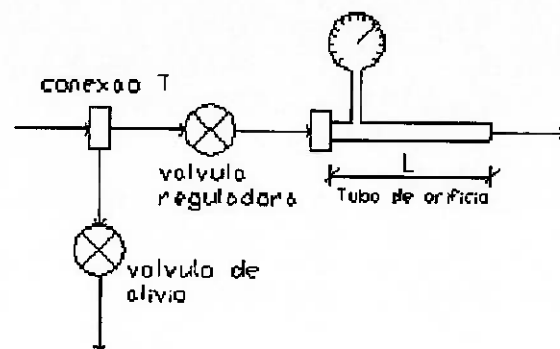 conexao T
valvula
reguladora
L
Tubo de orificio
valvula de
alivio